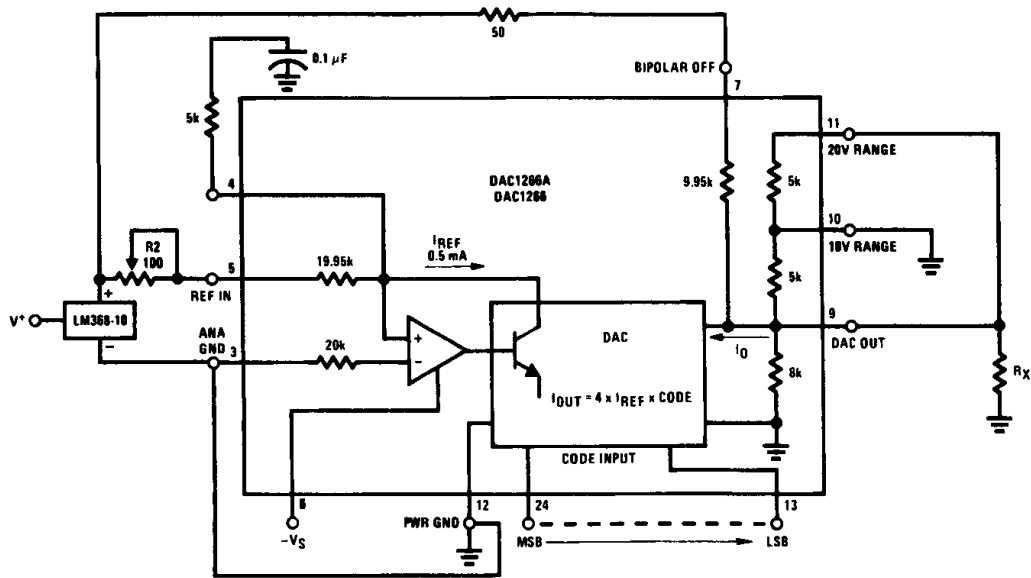 50
0.1 μF
BIPOLAR OFF
7
5k
11
20V RANGE
4
DAC1266A
DAC1266
9.95k
5k
10
10V RANGE
R2
100
5
REF IN
19.95k
IREF
0.5 mA
5k
V+
+
LM368-10
−
ANA
GND
3
20k
+
−
DAC
9
DAC OUT
IO
8k
RX
IOUT = 4 x IREF x CODE
CODE INPUT
6
12
24
13
−VS
PWR GND
MSB
LSB